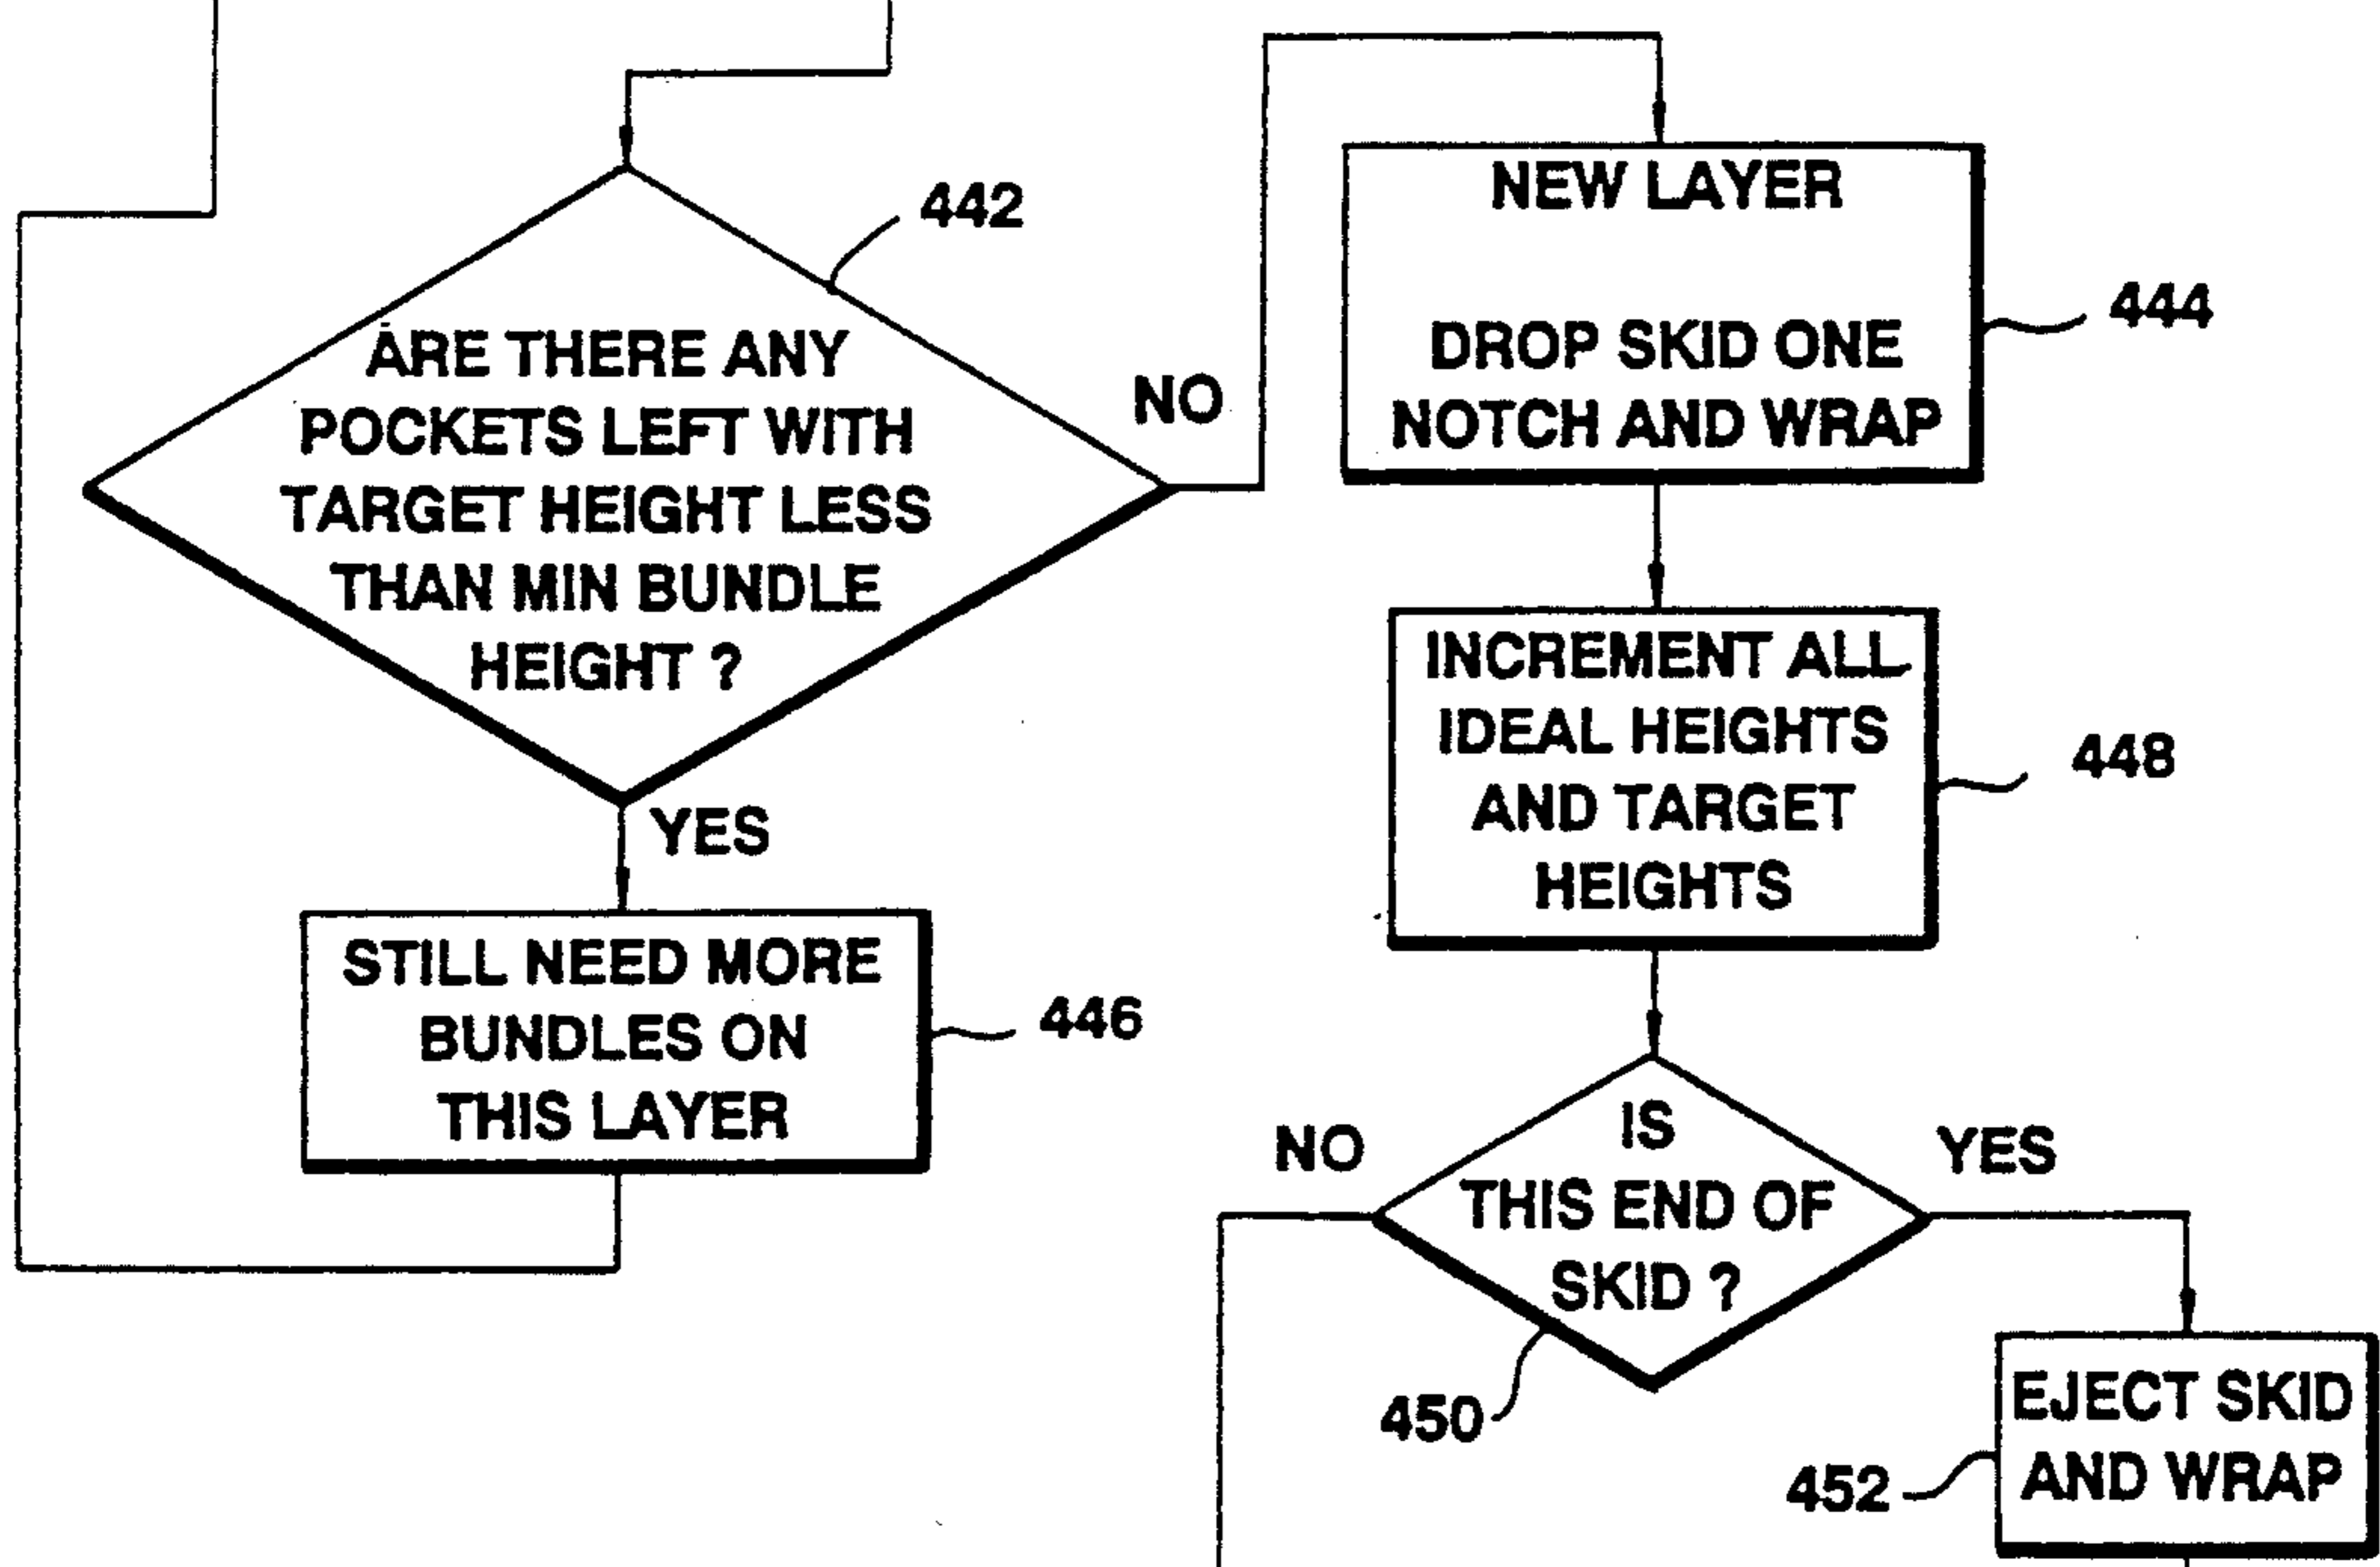 442
ARE THERE ANY
POCKETS LEFT WITH
TARGET HEIGHT LESS
THAN MIN BUNDLE
HEIGHT ?
NO
YES
STILL NEED MORE
BUNDLES ON
THIS LAYER
446
NEW LAYER
DROP SKID ONE
NOTCH AND WRAP
444
INCREMENT ALL
IDEAL HEIGHTS
AND TARGET
HEIGHTS
448
IS
THIS END OF
SKID ?
NO
YES
450
EJECT SKID
AND WRAP
452